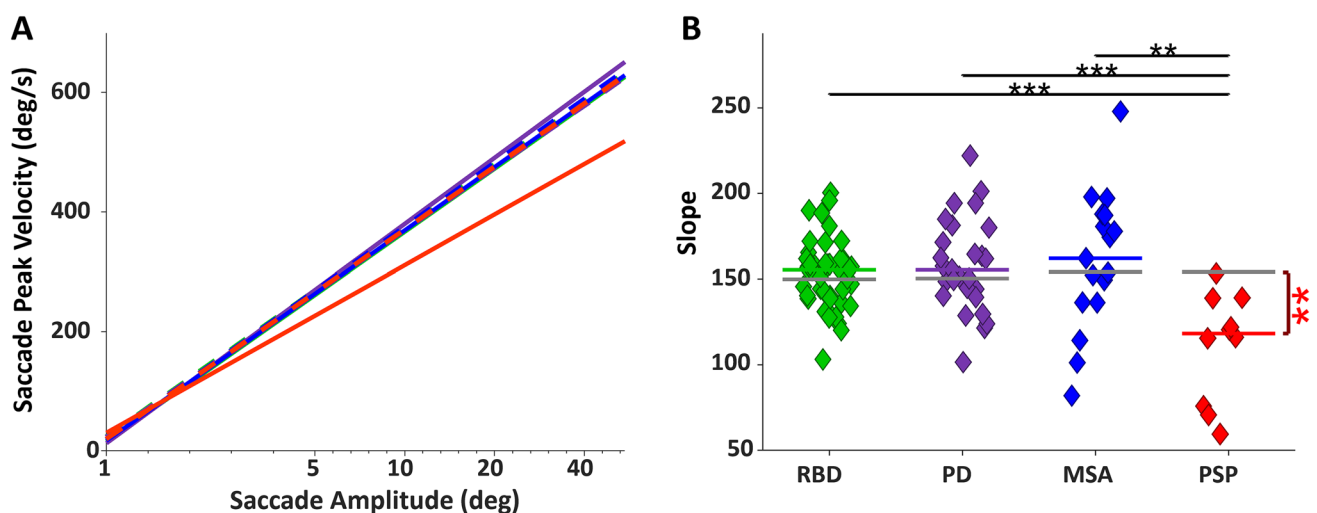 A
Saccade Peak Velocity (deg/s)
600
400
200
0
1
5
10
20
40
Saccade Amplitude (deg)
B
**
***
***
Slope
250
200
150
100
50
**
RBD
PD
MSA
PSP